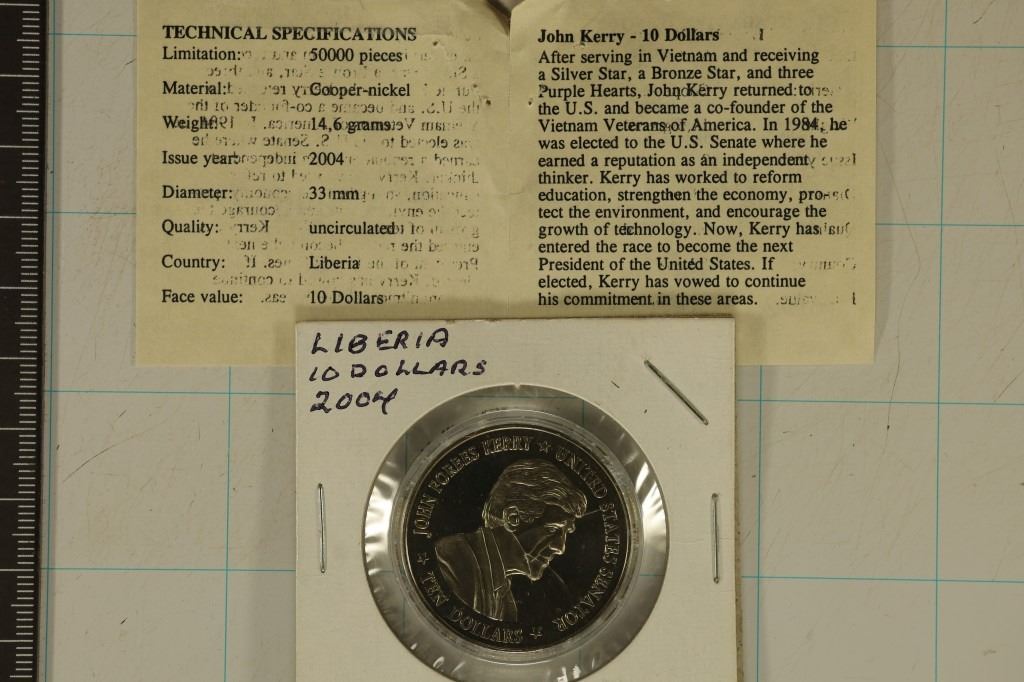 TECHNICAL SPECIFICATIONS
Limitation: 50000 pieces
Material: Cooper-nickel
Weight: 14,6 grams
Issue year: 2004
Diameter: 33 mm
Quality: uncirculated
Country: Liberia
Face value: 10 Dollars
John Kerry - 10 Dollars
After serving in Vietnam and receiving
a Silver Star, a Bronze Star, and three
Purple Hearts, John Kerry returned to
the U.S. and became a co-founder of the
Vietnam Veterans of America. In 1984, he
was elected to the U.S. Senate where he
earned a reputation as an independent
thinker. Kerry has worked to reform
education, strengthen the economy, pro-
tect the environment, and encourage the
growth of technology. Now, Kerry has
entered the race to become the next
President of the United States. If
elected, Kerry has vowed to continue
his commitment in these areas.
LIBERIA
10 DOLLARS
2004
JOHN FORBES KERRY ☆ UNITED STATES SENATOR
☆ TEN DOLLARS ☆